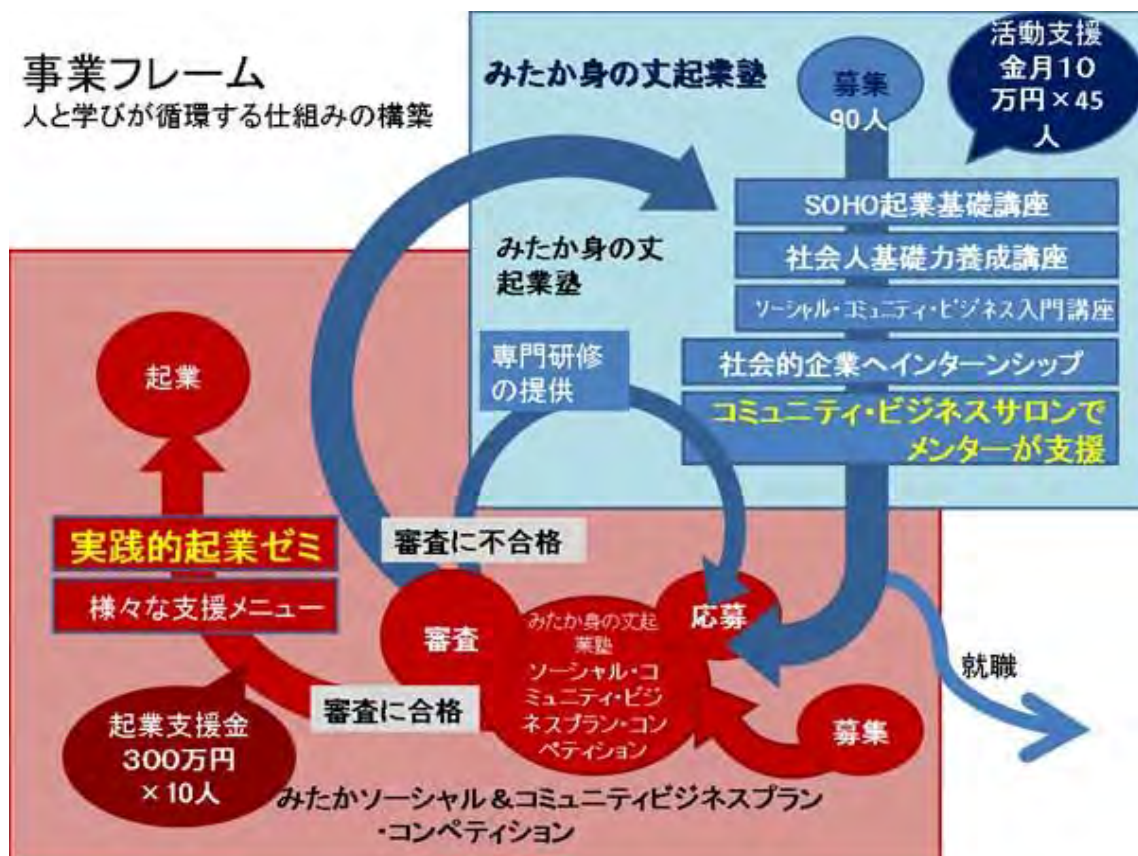 事業フレーム
人と学びが循環する仕組みの構築
みたか身の丈起業塾
募集
90人
活動支援
金月10
万円×45
人
SOHO起業基礎講座
社会人基礎力養成講座
ソーシャル・コミュニティ・ビジネス入門講座
社会的企業へインターンシップ
コミュニティ・ビジネスサロンで
メンターが支援
みたか身の丈
起業塾
専門研修
の提供
起業
実践的起業ゼミ
様々な支援メニュー
審査に不合格
審査
みたか身の丈起
業塾
ソーシャル・コ
ミュニティ・ビジ
ネスプラン・コン
ペティション
応募
就職
審査に合格
募集
起業支援金
300万円
×10人
みたかソーシャル&コミュニティビジネスプラン
・コンペティション